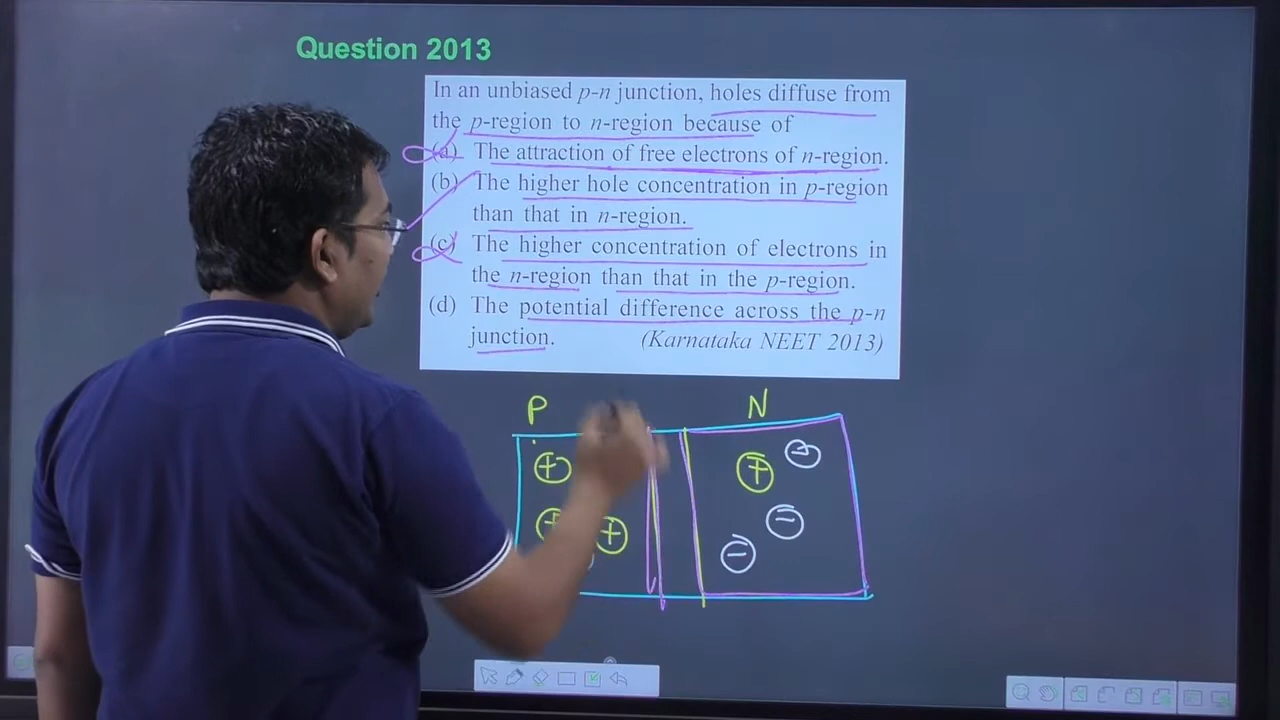 Question 2013
In an unbiased p-n junction, holes diffuse from
the p-region to n-region because of
(a) The attraction of free electrons of n-region.
(b) The higher hole concentration in p-region
than that in n-region.
(c) The higher concentration of electrons in
the n-region than that in the p-region.
(d) The potential difference across the p-n
junction. (Karnataka NEET 2013)
P N
+ + −
+ + −
−